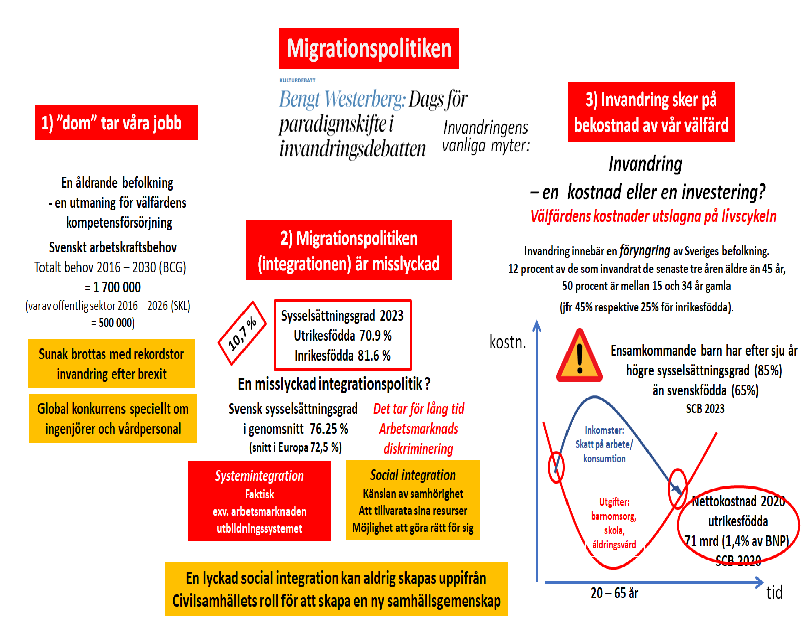 Migrationspolitiken
KULTURDEBATT
Bengt Westerberg: Dags för
paradigmskifte i
invandringsdebatten
Invandringens
vanliga myter:
1) ”dom” tar våra jobb
En åldrande befolkning
- en utmaning för välfärdens
kompetensförsörjning
Svenskt arbetskraftsbehov
Totalt behov 2016 – 2030 (BCG)
= 1 700 000
(varav offentlig sektor 2016 – 2026 (SKL)
= 500 000)
Sunak brottas med rekordstor
invandring efter brexit
Global konkurrens speciellt om
ingenjörer och vårdpersonal
2) Migrationspolitiken
(integrationen) är misslyckad
10,7 %
Sysselsättningsgrad 2023
Utrikesfödda 70.9 %
Inrikesfödda 81.6 %
En misslyckad integrationspolitik ?
Svensk sysselsättningsgrad
i genomsnitt 76.25 %
(snitt i Europa 72,5 %)
Det tar för lång tid
Arbetsmarknads
diskriminering
Systemintegration
Faktisk
exv. arbetsmarknaden
utbildningssystemet
Social integration
Känslan av samhörighet
Att tillvarata sina resurser
Möjlighet att göra rätt för sig
En lyckad social integration kan aldrig skapas uppifrån
Civilsamhällets roll för att skapa en ny samhällsgemenskap
3) Invandring sker på
bekostnad av vår välfärd
Invandring
– en kostnad eller en investering?
Välfärdens kostnader utslagna på livscykeln
Invandring innebär en föryngring av Sveriges befolkning.
12 procent av de som invandrat de senaste tre åren äldre än 45 år,
50 procent är mellan 15 och 34 år gamla
(jfr 45% respektive 25% för inrikesfödda).
kostn.
Ensamkommande barn har efter sju år
högre sysselsättningsgrad (85%)
än svenskfödda (65%)
SCB 2023
Inkomster:
Skatt på arbete/
konsumtion
Utgifter:
barnomsorg,
skola,
åldringsvård
Nettokostnad 2020
utrikesfödda
71 mrd (1,4% av BNP)
SCB 2020
20 – 65 år
tid